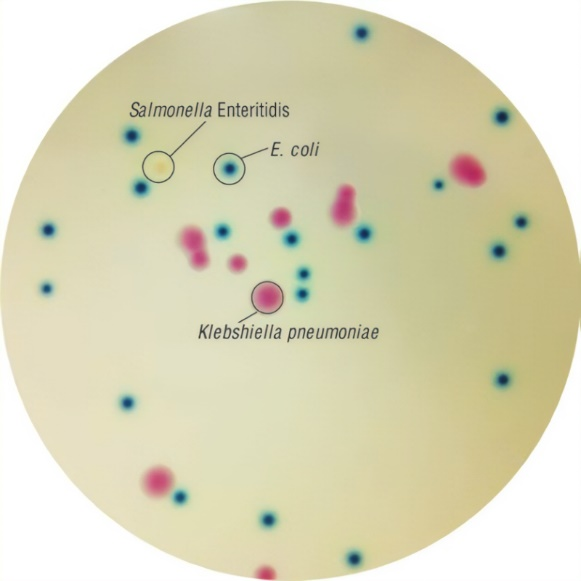 Salmonella Enteritidis
E. coli
Klebshiella pneumoniae